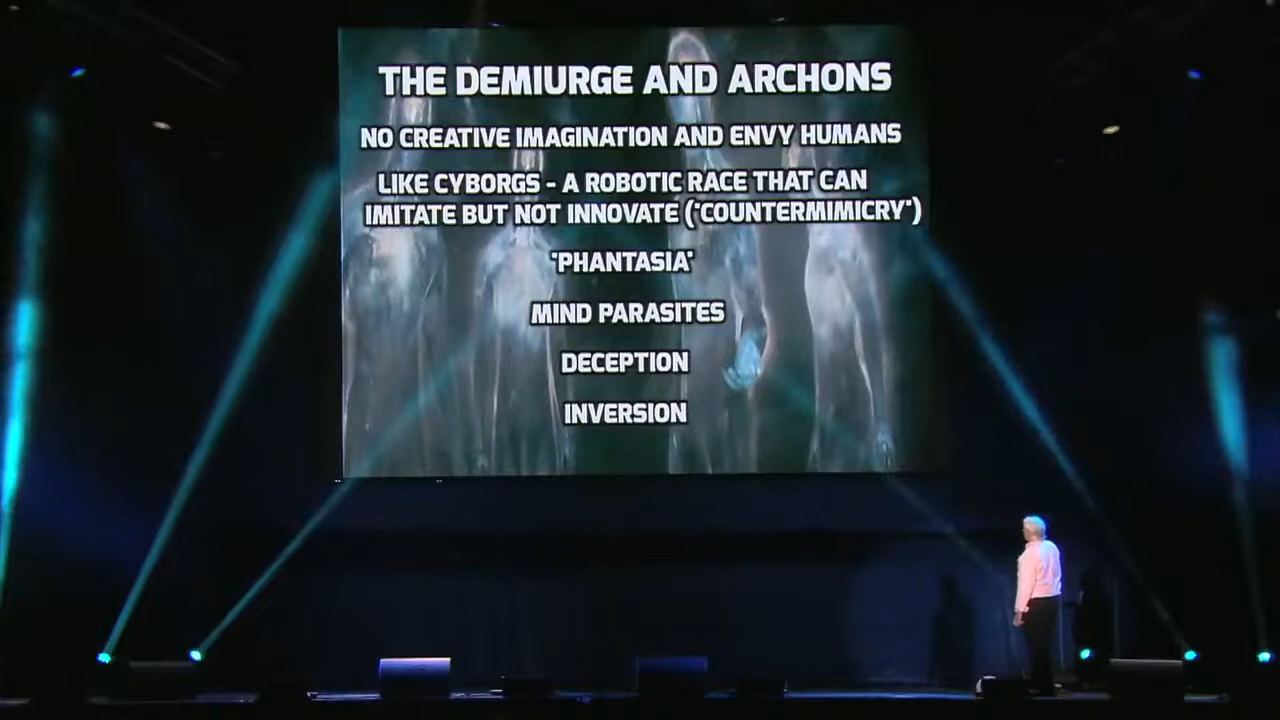 THE DEMIURGE AND ARCHONS
NO CREATIVE IMAGINATION AND ENVY HUMANS
LIKE CYBORGS - A ROBOTIC RACE THAT CAN
IMITATE BUT NOT INNOVATE ("COUNTERMIMICRY")
"PHANTASIA"
MIND PARASITES
DECEPTION
INVERSION